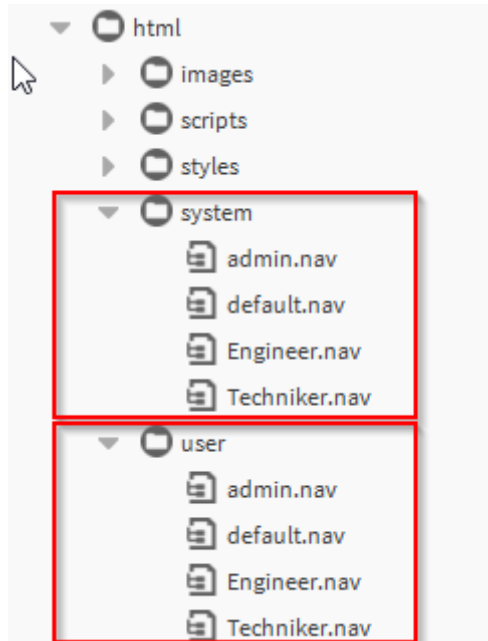 html
images
scripts
styles
system
admin.nav
default.nav
Engineer.nav
Techniker.nav
user
admin.nav
default.nav
Engineer.nav
Techniker.nav